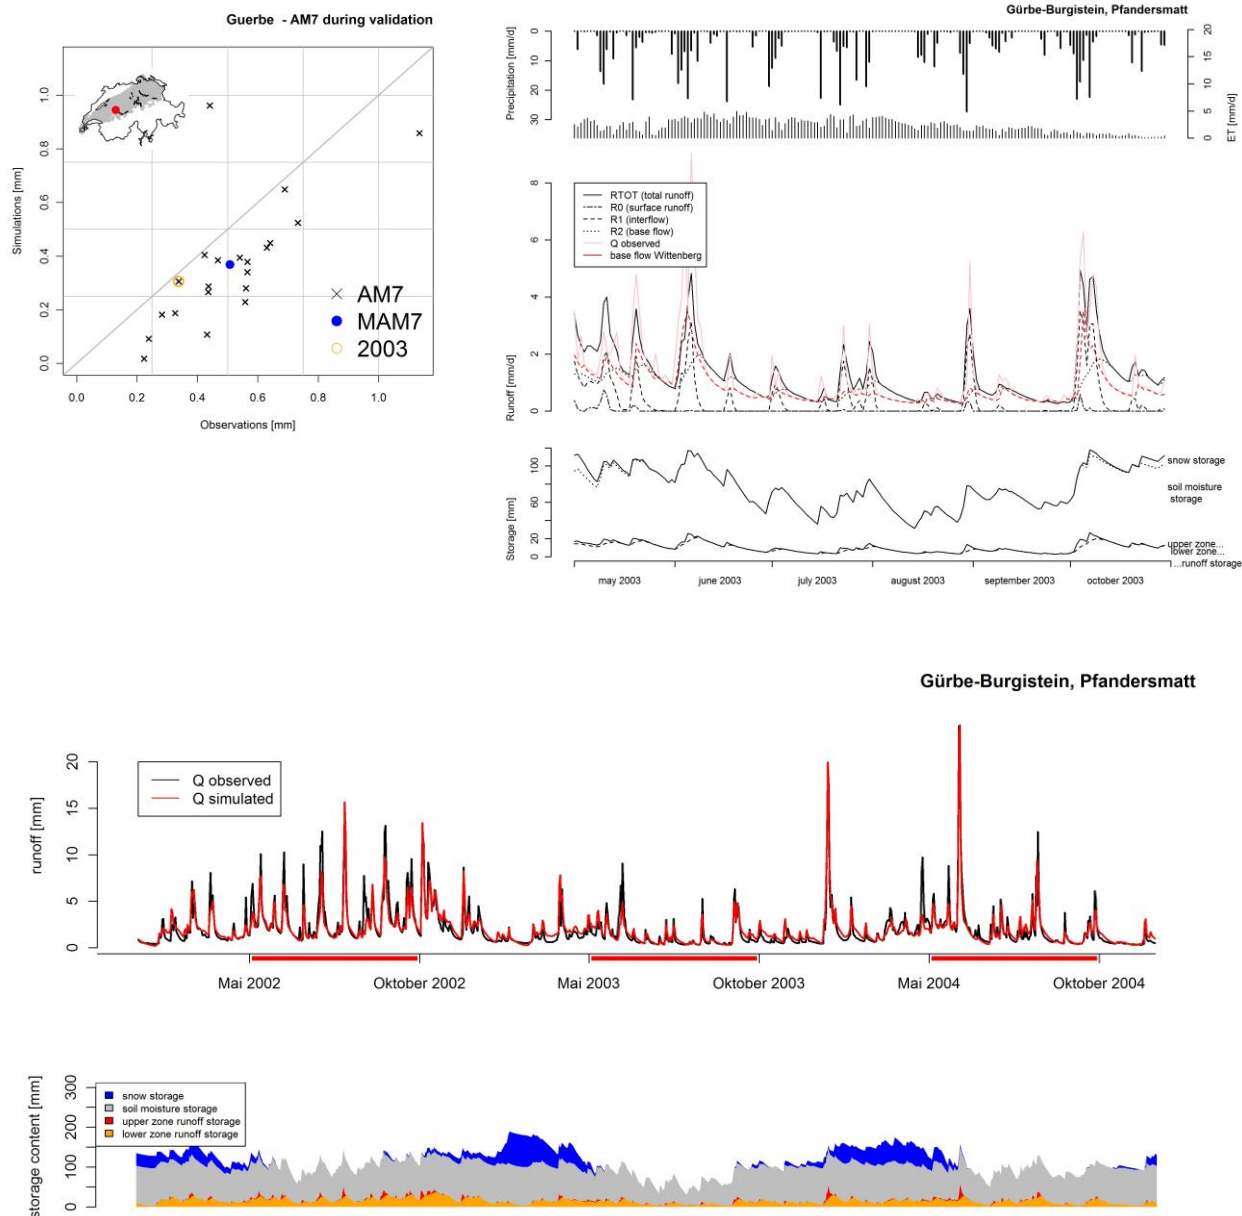 Guerbe - AM7 during validation
Simulations [mm]
1.0
0.8
0.6
0.4
0.2
0.0
AM7
MAM7
2003
0.0 0.2 0.4 0.6 0.8 1.0
Observations [mm]
Gürbe-Burgistein, Pfandersmatt
Precipitation [mm/d]
0
10
20
30
20
15
10
5
0
ET [mm/d]
Runoff [mm/d]
8
6
4
2
0
RTOT (total runoff)
R0 (surface runoff)
R1 (interflow)
R2 (base flow)
Q observed
base flow Wittenberg
Storage [mm]
100
60
20
0
snow storage
soil moisture
storage
upper zone...
lower zone...
...runoff storage
may 2003 june 2003 july 2003 august 2003 september 2003 october 2003
Gürbe-Burgistein, Pfandersmatt
runoff [mm]
20
15
10
5
0
Q observed
Q simulated
Mai 2002 Oktober 2002 Mai 2003 Oktober 2003 Mai 2004 Oktober 2004
storage content [mm]
300
200
100
0
snow storage
soil moisture storage
upper zone runoff storage
lower zone runoff storage